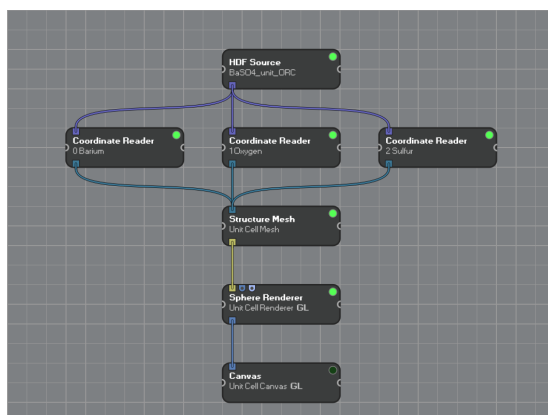 HDF Source
BaSO4_unit_ORC
Coordinate Reader
0 Barium
Coordinate Reader
1 Oxygen
Coordinate Reader
2 Sulfur
Structure Mesh
Unit Cell Mesh
Sphere Renderer
Unit Cell Renderer GL
Canvas
Unit Cell Canvas GL